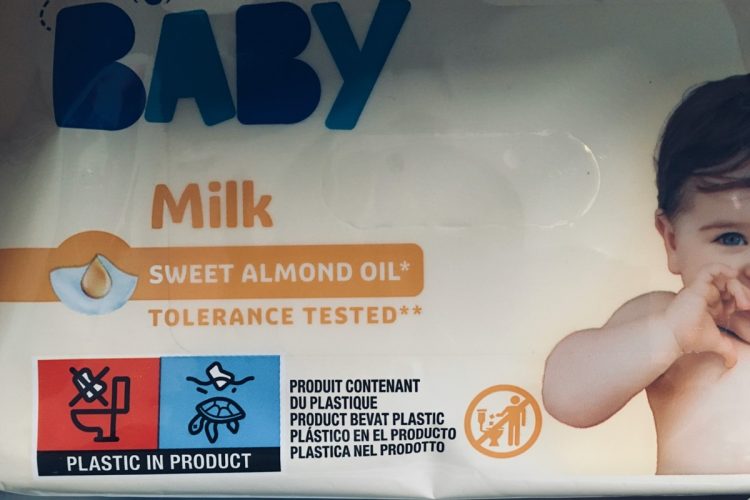 BABY
Milk
SWEET ALMOND OIL*
TOLERANCE TESTED**
PLASTIC IN PRODUCT
PRODUIT CONTENANT
DU PLASTIQUE
PRODUCT BEVAT PLASTIC
PLÁSTICO EN EL PRODUCTO
PLASTICA NEL PRODOTTO